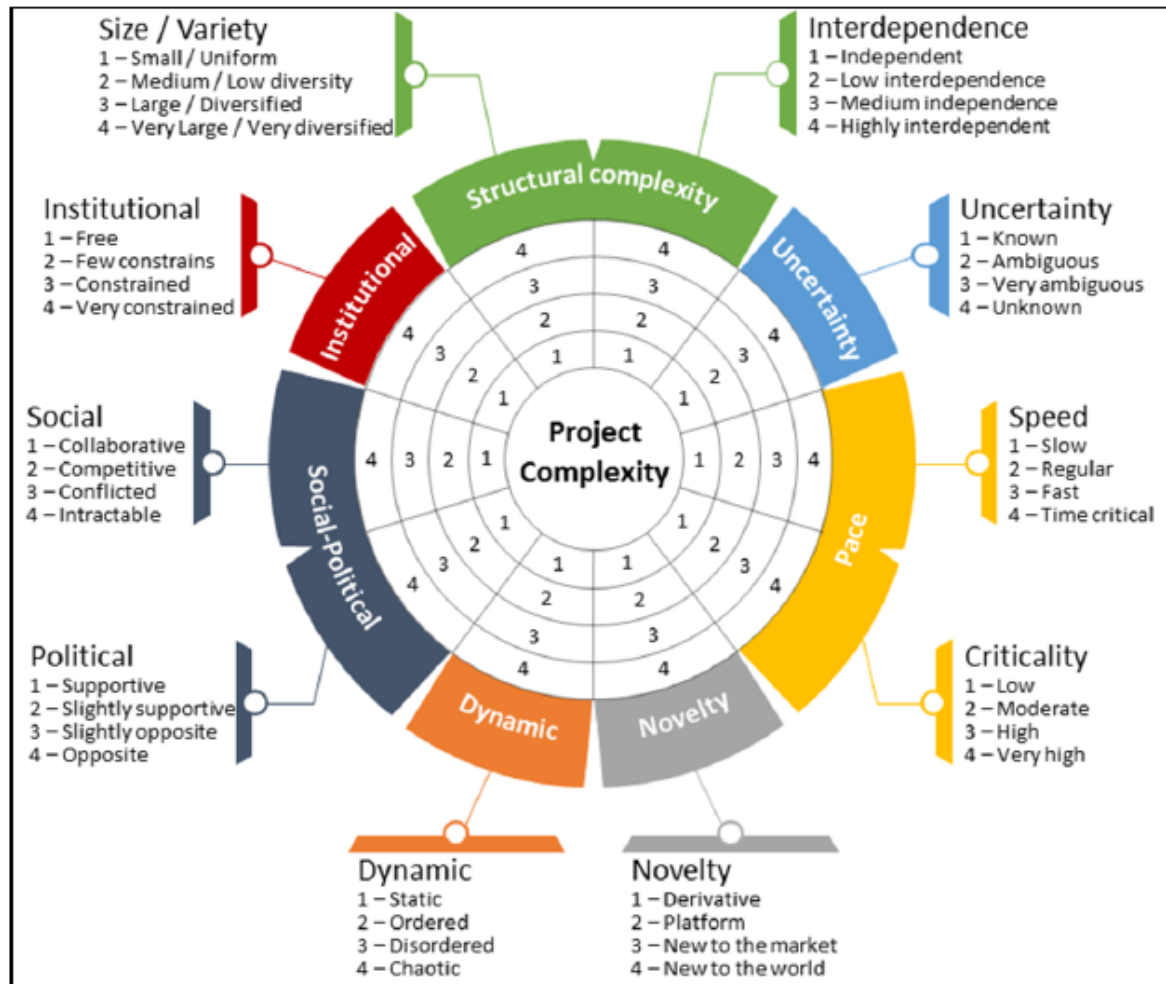 Size / Variety
1 – Small / Uniform
2 – Medium / Low diversity
3 – Large / Diversified
4 – Very Large / Very diversified
Interdependence
1 – Independent
2 – Low interdependence
3 – Medium independence
4 – Highly interdependent
Institutional
1 – Free
2 – Few constrains
3 – Constrained
4 – Very constrained
Uncertainty
1 – Known
2 – Ambiguous
3 – Very ambiguous
4 – Unknown
Social
1 – Collaborative
2 – Competitive
3 – Conflicted
4 – Intractable
Speed
1 – Slow
2 – Regular
3 – Fast
4 – Time critical
Political
1 – Supportive
2 – Slightly supportive
3 – Slightly opposite
4 – Opposite
Criticality
1 – Low
2 – Moderate
3 – High
4 – Very high
Dynamic
1 – Static
2 – Ordered
3 – Disordered
4 – Chaotic
Novelty
1 – Derivative
2 – Platform
3 – New to the market
4 – New to the world
Structural complexity
Uncertainty
Pace
Novelty
Dynamic
Social-Political
Institutional
Project
Complexity
4 3 2 1
4 3 2 1
4 3 2 1
4 3 2 1
4 3 2 1
1 2 3 4
1 2 3 4
1 2 3 4
1 2 3 4
1 2 3 4